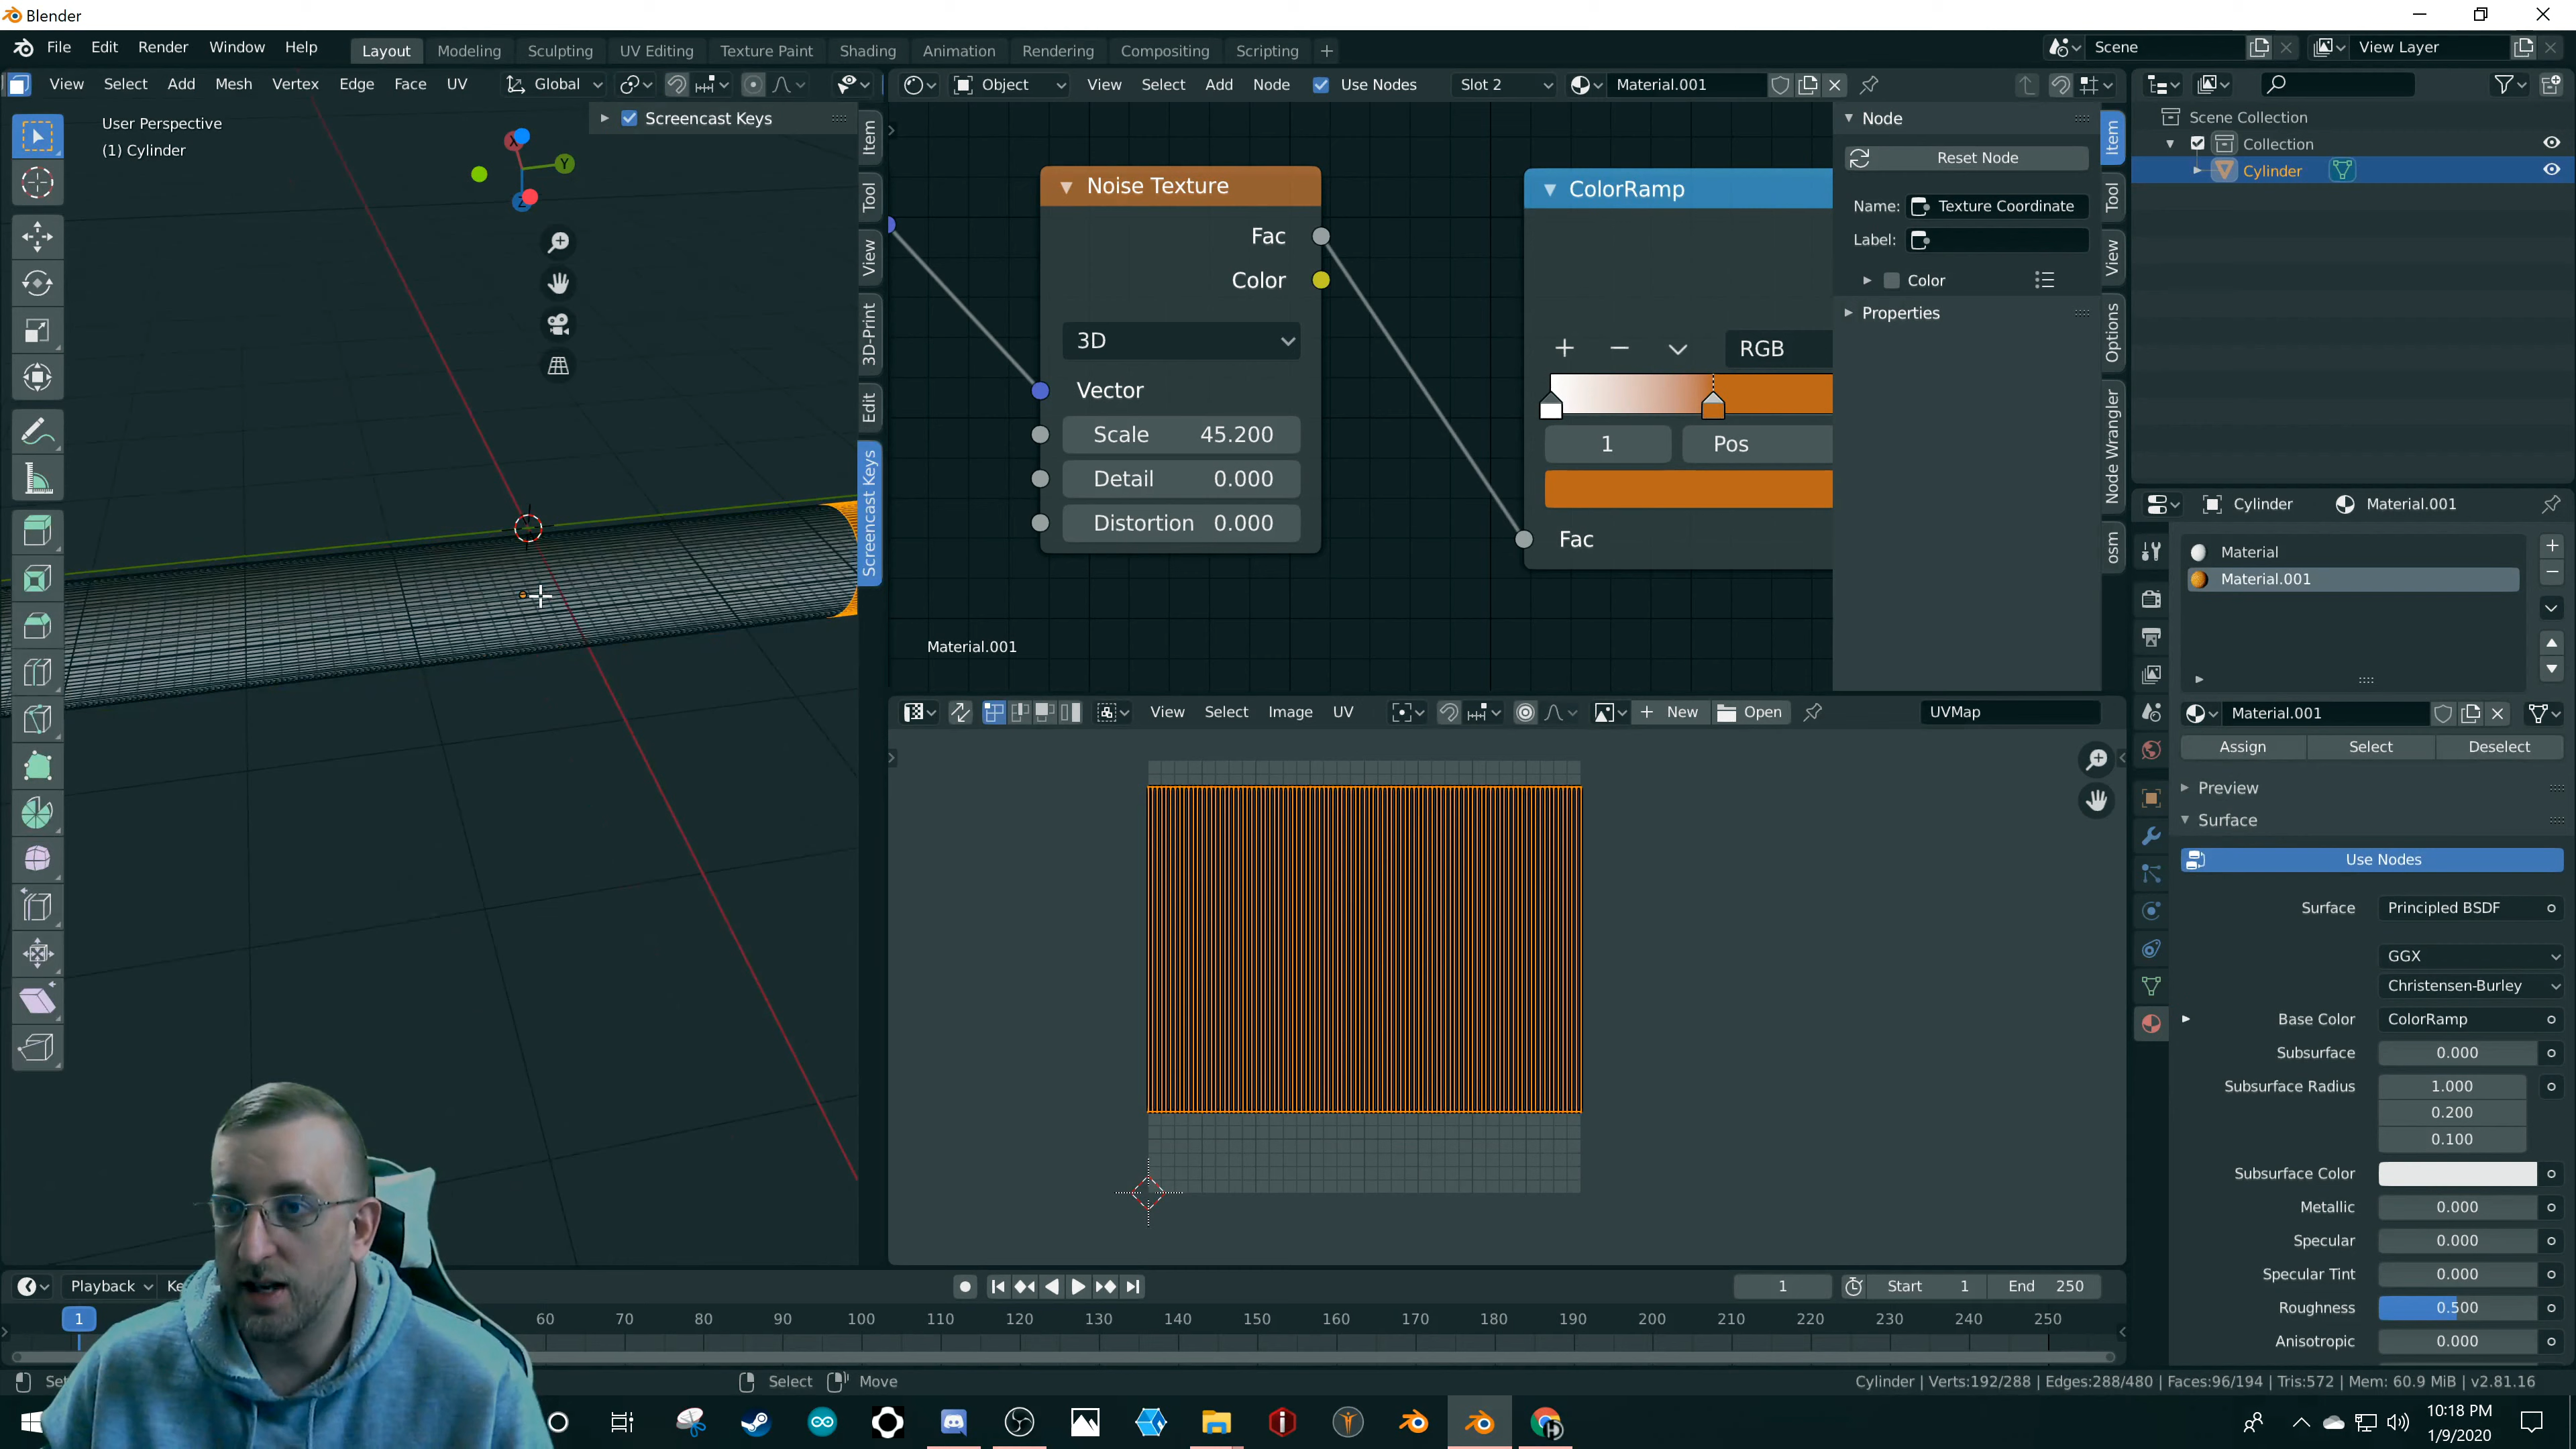 Blender
File Edit Render Window Help Layout Modeling Sculpting UV Editing Texture Paint Shading Animation Rendering Compositing Scripting + Scene View Layer
View Select Add Mesh Vertex Edge Face UV Global
Object View Select Add Node Use Nodes Slot 2 Material.001
User Perspective
(1) Cylinder
Screencast Keys
X
Y
Z
Item
Tool
View
3D-Print
Edit
Screencast Keys
Noise Texture
Fac
Color
3D
Vector
Scale 45.200
Detail 0.000
Distortion 0.000
ColorRamp
RGB
1 Pos
Fac
Material.001
Node
Reset Node
Name: Texture Coordinate
Label:
Color
Properties
Item
Tool
View
Options
Node Wrangler
osm
Scene Collection
Collection
Cylinder
Cylinder Material.001
Material
Material.001
Material.001
Assign Select Deselect
Preview
Surface
Use Nodes
Surface Principled BSDF
GGX
Christensen-Burley
Base Color ColorRamp
Subsurface 0.000
Subsurface Radius 1.000
0.200
0.100
Subsurface Color
Metallic 0.000
Specular 0.000
Specular Tint 0.000
Roughness 0.500
Anisotropic 0.000
View Select Image UV New Open UVMap
Playback Ke 1 Start 1 End 250
1 60 70 80 90 100 110 120 130 140 150 160 170 180 190 200 210 220 230 240 250
Se Select Move
Cylinder | Verts:192/288 | Edges:288/480 | Faces:96/194 | Tris:572 | Mem: 60.9 MiB | v2.81.16
10:18 PM
1/9/2020